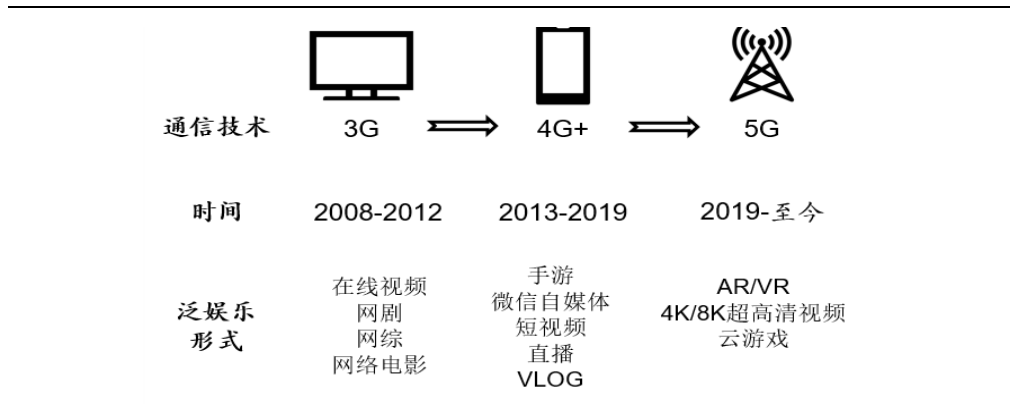 通信技术 3G 4G+ 5G
时间 2008-2012 2013-2019 2019-至今
泛娱乐
形式
在线视频
网剧
网综
网络电影
手游
微信自媒体
短视频
直播
VLOG
AR/VR
4K/8K超高清视频
云游戏